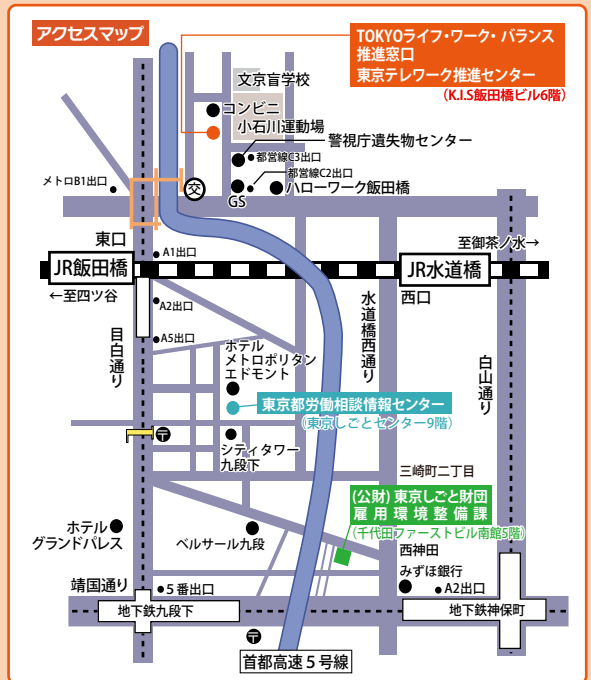 アクセスマップ
TOKYOライフ・ワーク・バランス
推進窓口
東京テレワーク推進センター
(K.I.S飯田橋ビル6階)
文京盲学校
コンビニ
小石川運動場
警視庁遺失物センター
都営線C3出口
都営線C2出口
メトロB1出口
交
GS
ハローワーク飯田橋
東口
A1出口
至御茶ノ水→
JR飯田橋
JR水道橋
←至四ツ谷
西口
A2出口
A5出口
目白通り
水道橋西通り
白山通り
ホテル
メトロポリタン
エドモント
東京都労働相談情報センター
(東京しごとセンター9階)
〒
シティタワー
九段下
三崎町二丁目
(公財)東京しごと財団
雇用環境整備課
(千代田ファーストビル南館5階)
ホテル
グランドパレス
ベルサール九段
西神田
みずほ銀行
A2出口
靖国通り
5番出口
地下鉄九段下
地下鉄神保町
〒
首都高速5号線